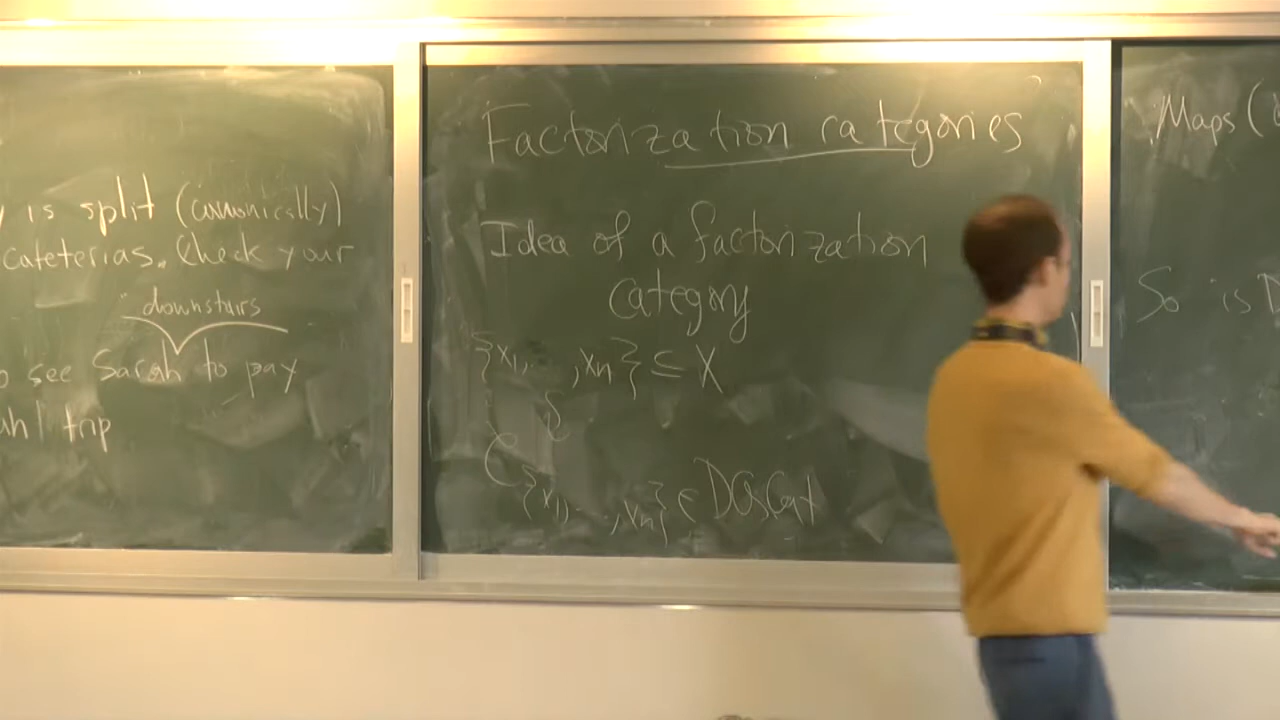 is split (canonically)
cafeterias. Check your
downstairs
see Sarah to pay
trip
Factorization categories
Idea of a factorization
category
{x₁, ..., xₙ} ⊆ X
C_{x₁, ..., xₙ} ∈ DGCat
Maps (
So is